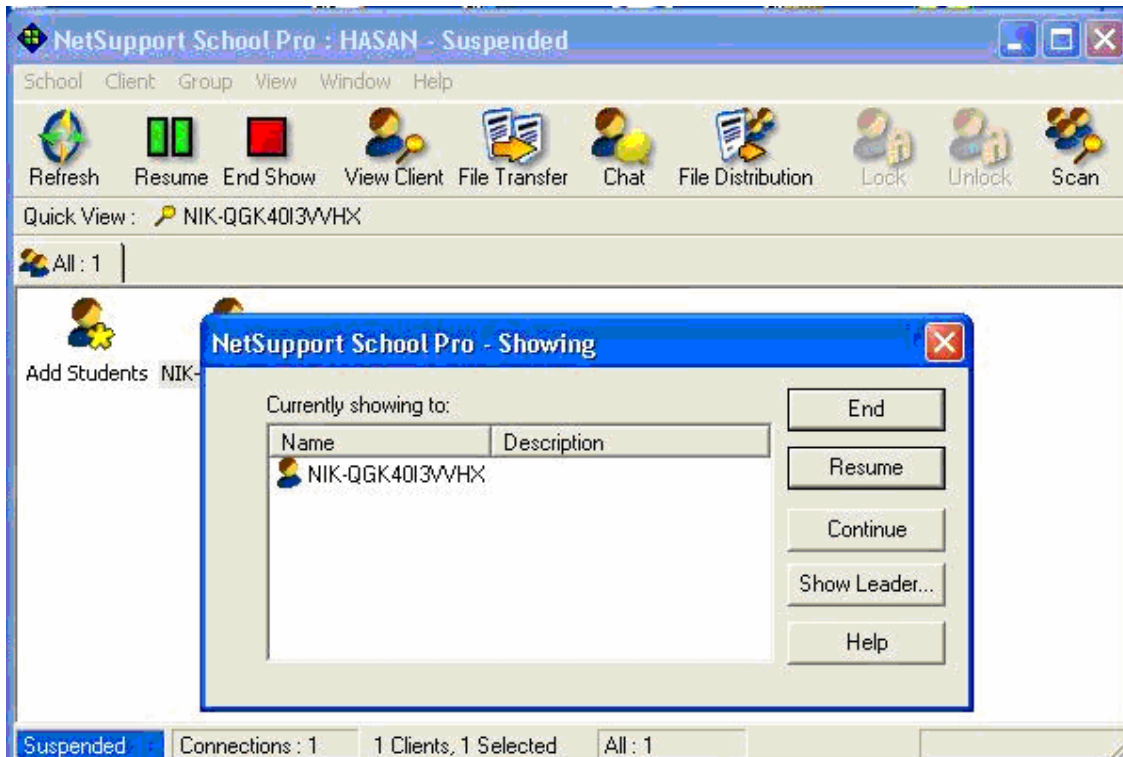 NetSupport School Pro : HASAN - Suspended
School Client Group View Window Help
Refresh Resume End Show View Client File Transfer Chat File Distribution Lock Unlock Scan
Quick View : NIK-QGK40I3VVHX
All : 1
Add Students NIK-
NetSupport School Pro - Showing
Currently showing to:
Name Description
NIK-QGK40I3VVHX
End
Resume
Continue
Show Leader...
Help
Suspended Connections : 1 1 Clients, 1 Selected All : 1